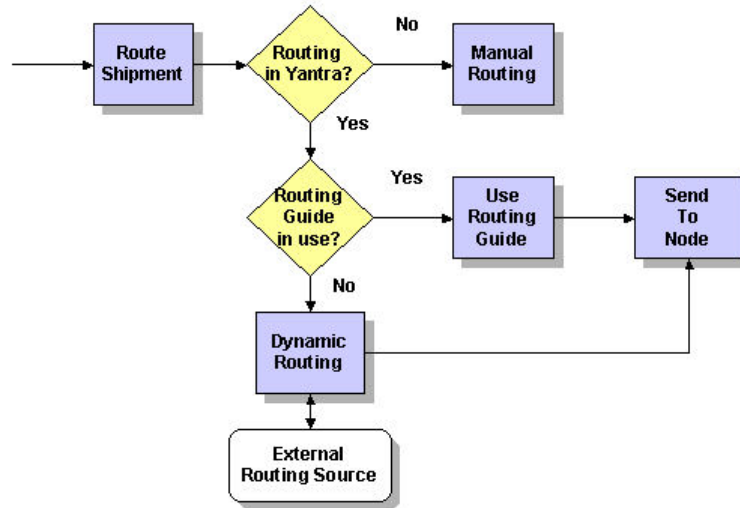 Route
Shipment
Routing
in Yantra?
No
Manual
Routing
Yes
Routing
Guide
in use?
Yes
Use
Routing
Guide
Send
To
Node
No
Dynamic
Routing
External
Routing Source